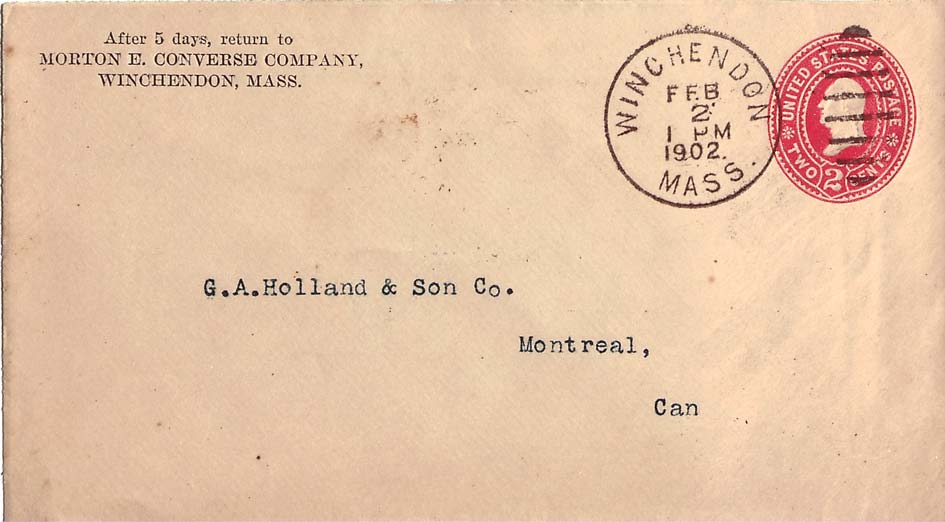 After 5 days, return to
MORTON E. CONVERSE COMPANY,
WINCHENDON, MASS.
WINCHENDON
FEB
2
1 PM
1902.
MASS.
UNITED STATES POSTAGE
TWO 2 CENTS
G.A.Holland & Son Co.
Montreal,
Can